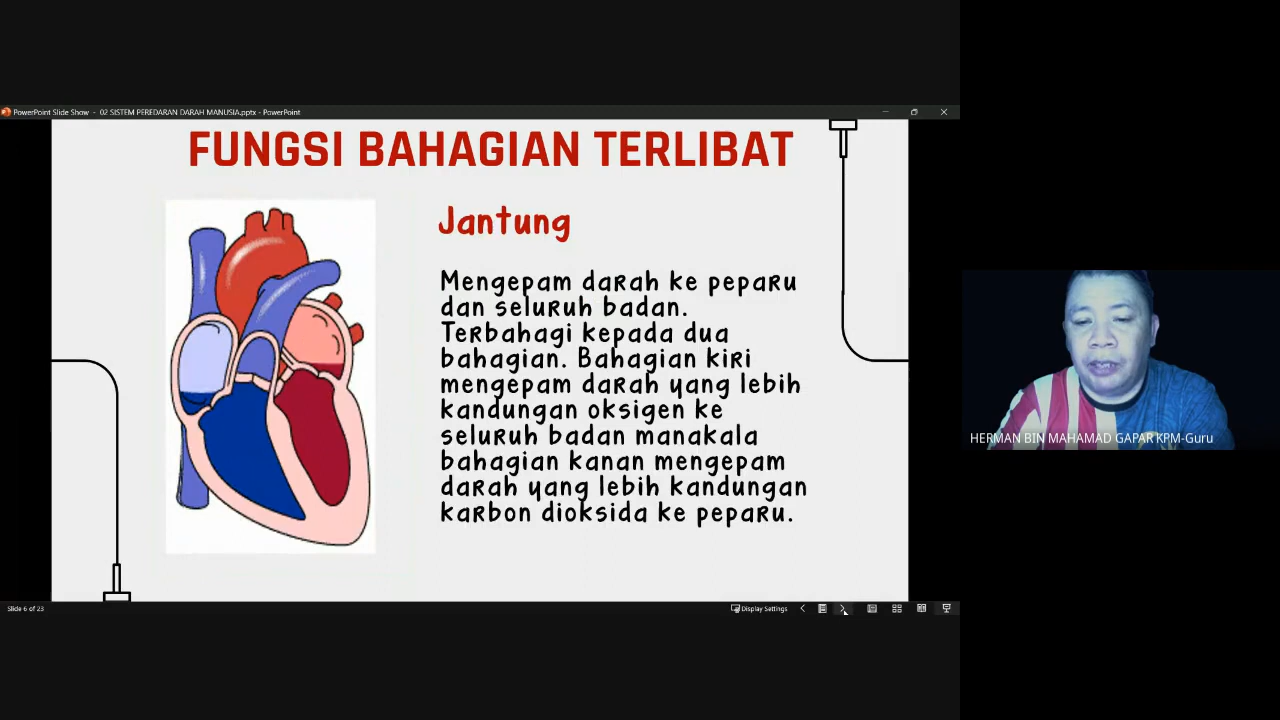 PowerPoint Slide Show - 02 SISTEM PEREDARAN DARAH MANUSIA.pptx - PowerPoint
FUNGSI BAHAGIAN TERLIBAT
Jantung
Mengepam darah ke peparu
dan seluruh badan.
Terbahagi kepada dua
bahagian. Bahagian kiri
mengepam darah yang lebih
kandungan oksigen ke
seluruh badan manakala
bahagian kanan mengepam
darah yang lebih kandungan
karbon dioksida ke peparu.
HERMAN BIN MAHAMAD GAPAR KPM-Guru
Slide 6 of 23
Display Settings